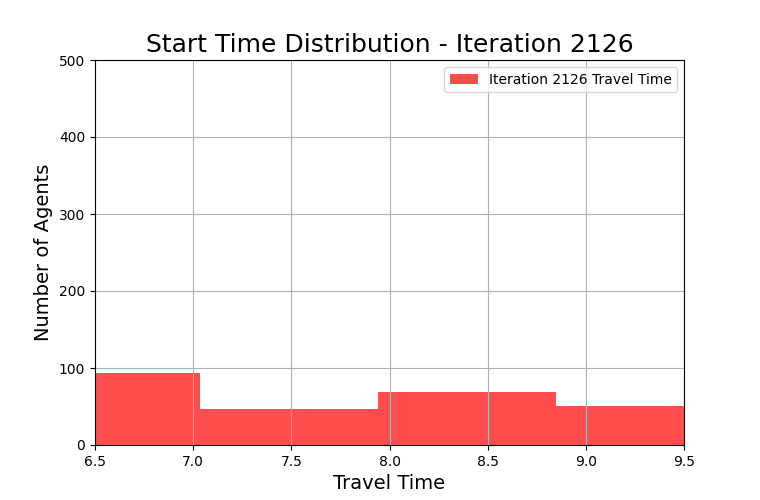 Start Time Distribution - Iteration 2126
500
400
300
200
100
0
Number of Agents
Iteration 2126 Travel Time
6.5 7.0 7.5 8.0 8.5 9.0 9.5
Travel Time